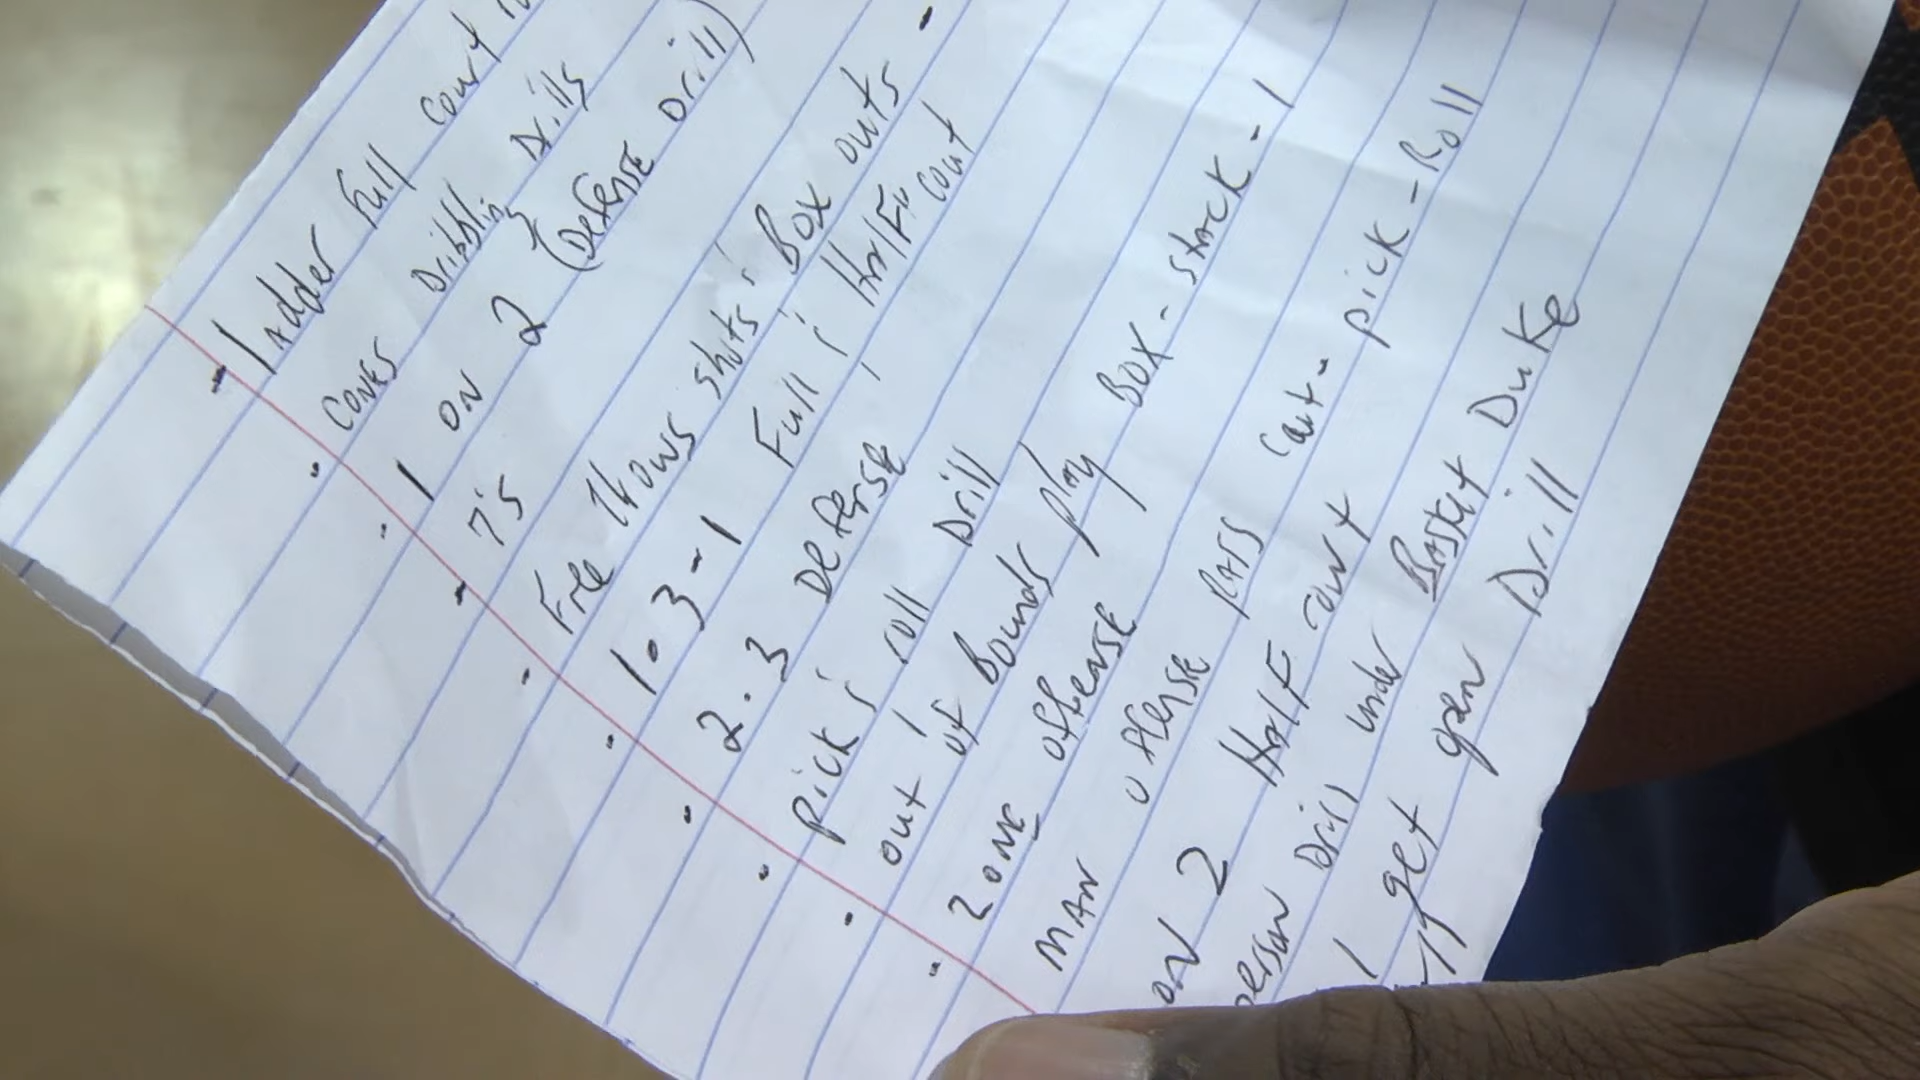 Ladder Full court
Cones Dribbling Drills
1 on 2 (Defense Drill)
7's
Free throws shots & Box outs
1.3-1 Full & Half court
2.3 Defense
Pick & roll Drill
out of Bounds play Box-stack-1
Zone offense
Man offense pass cut-pick-Roll
on 2 Half court
person Drill under Basket Duke
get open Drill